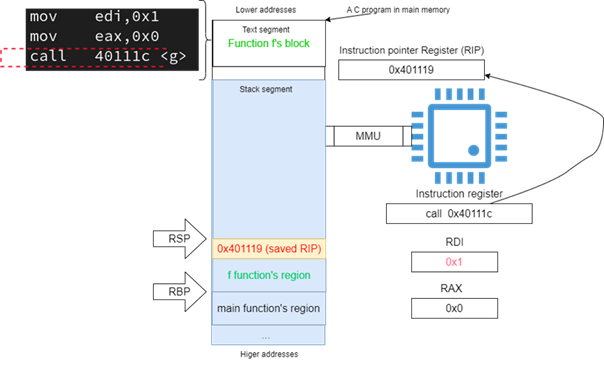 mov edi,0x1
mov eax,0x0
call 40111c <g>
Lower addresses
Text segment
Function f's block
Stack segment
0x401119 (saved RIP)
f function's region
main function's region
...
Higer addresses
RSP
RBP
A C program in main memory
Instruction pointer Register (RIP)
0x401119
MMU
Instruction register
call 0x40111c
RDI
0x1
RAX
0x0